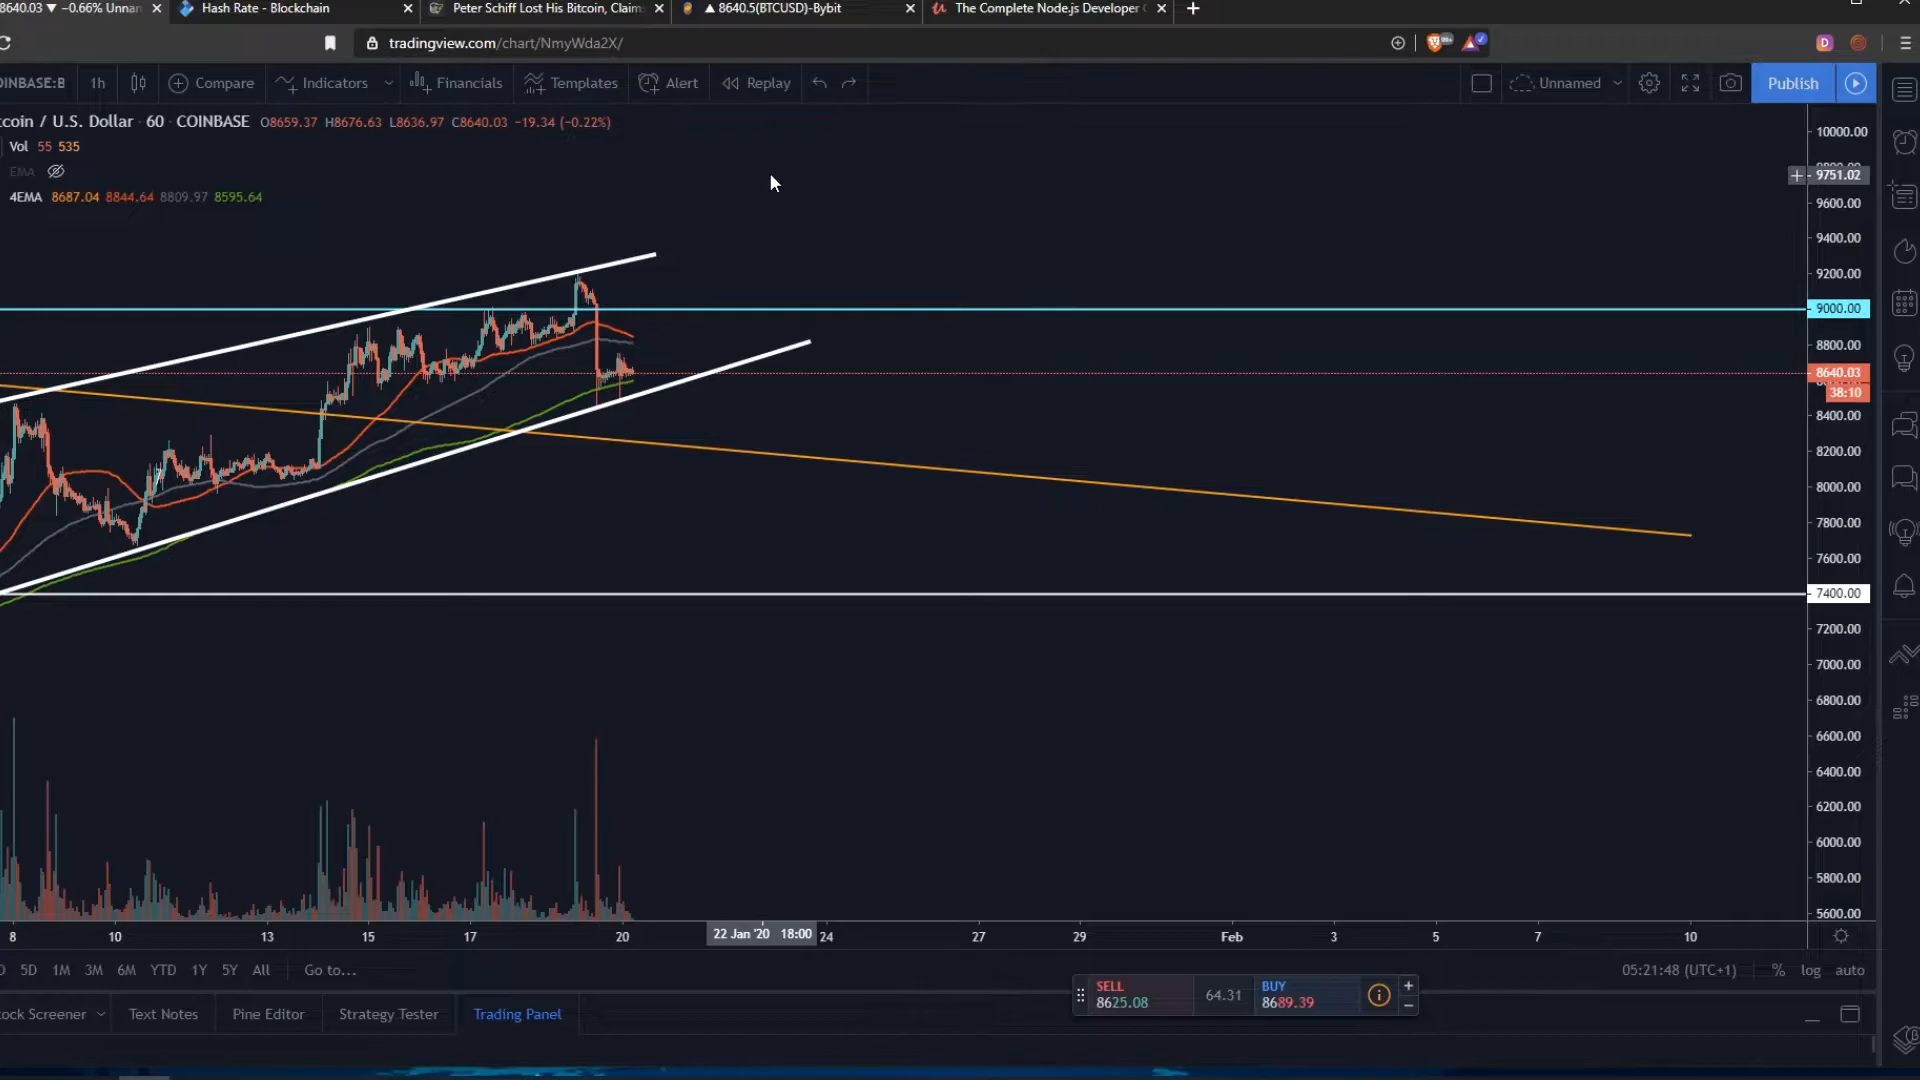 8640.03 ▼ −0.66% Unnan
Hash Rate - Blockchain
Peter Schiff Lost His Bitcoin, Claim
▲ 8640.5(BTCUSD)-Bybit
The Complete Node.js Developer
tradingview.com/chart/NmyWda2X/
OINBASE:B
1h
Compare
Indicators
Financials
Templates
Alert
Replay
Unnamed
Publish
tcoin / U.S. Dollar · 60 · COINBASE O8659.37 H8676.63 L8636.97 C8640.03 −19.34 (−0.22%)
Vol 55 535
EMA
4EMA 8687.04 8844.64 8809.97 8595.64
10000.00
9751.02
9600.00
9400.00
9200.00
9000.00
8800.00
8640.03
38:10
8400.00
8200.00
8000.00
7800.00
7600.00
7400.00
7200.00
7000.00
6800.00
6600.00
6400.00
6200.00
6000.00
5800.00
5600.00
8 10 13 15 17 20 22 Jan '20 18:00 24 27 29 Feb 3 5 7 10
5D 1M 3M 6M YTD 1Y 5Y All Go to...
05:21:48 (UTC+1) % log auto
SELL
8625.08
64.31
BUY
8689.39
tock Screener
Text Notes
Pine Editor
Strategy Tester
Trading Panel